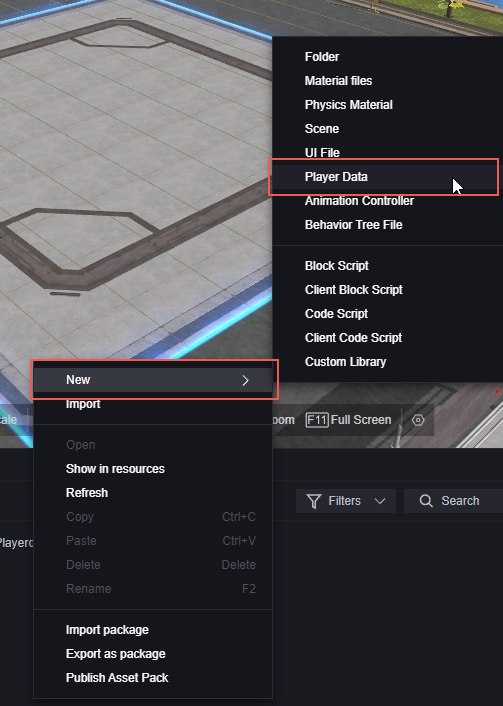 Folder
Material files
Physics Material
Scene
UI File
Player Data
Animation Controller
Behavior Tree File
Block Script
Client Block Script
Code Script
Client Code Script
Custom Library
New
Import
ale
oom F11 Full Screen
Open
Show in resources
Refresh
Filters
Search
Copy Ctrl+C
Paste Ctrl+V
Playerc
Delete Delete
Rename F2
Import package
Export as package
Publish Asset Pack